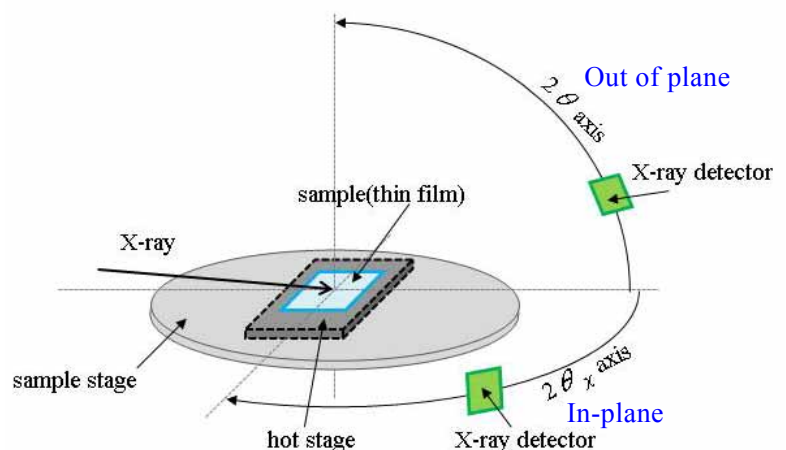 Out of plane
2θ axis
X-ray detector
sample(thin film)
X-ray
sample stage
2θχ axis
In-plane
hot stage
X-ray detector